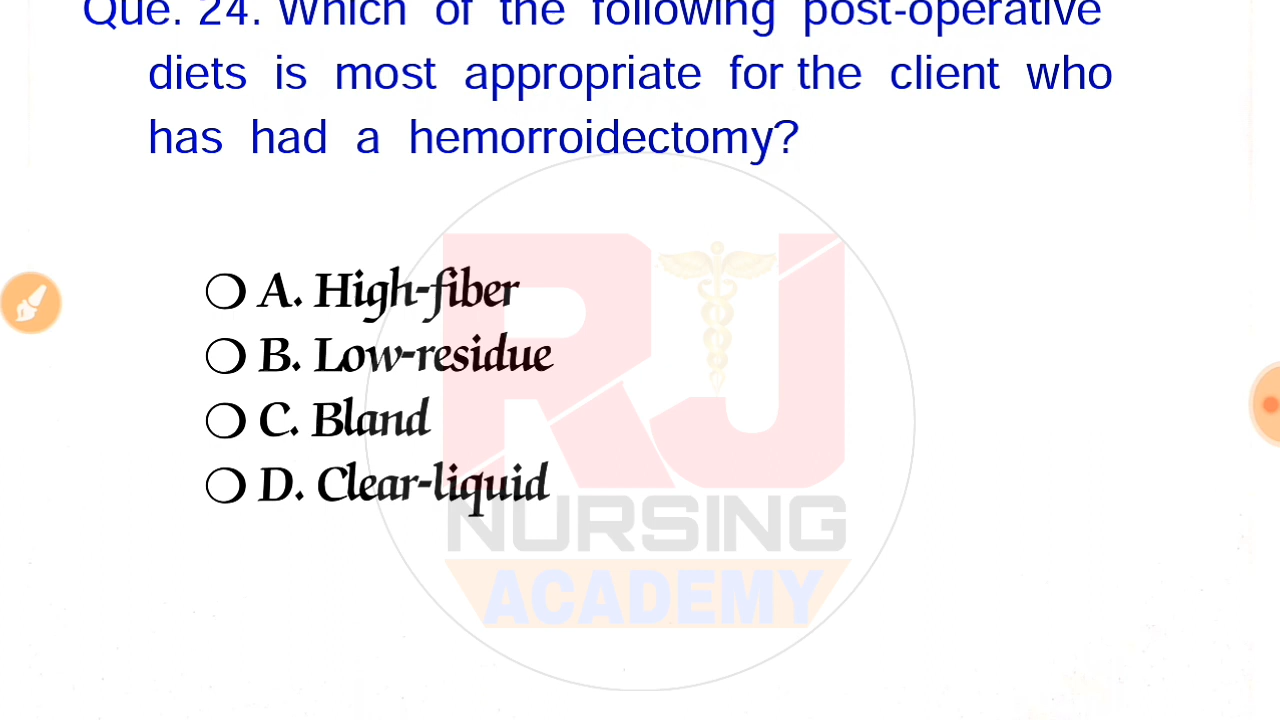 Que. 24. Which of the following post-operative
diets is most appropriate for the client who
has had a hemorroidectomy?
A. High-fiber
B. Low-residue
C. Bland
D. Clear-liquid
RJ
NURSING
ACADEMY